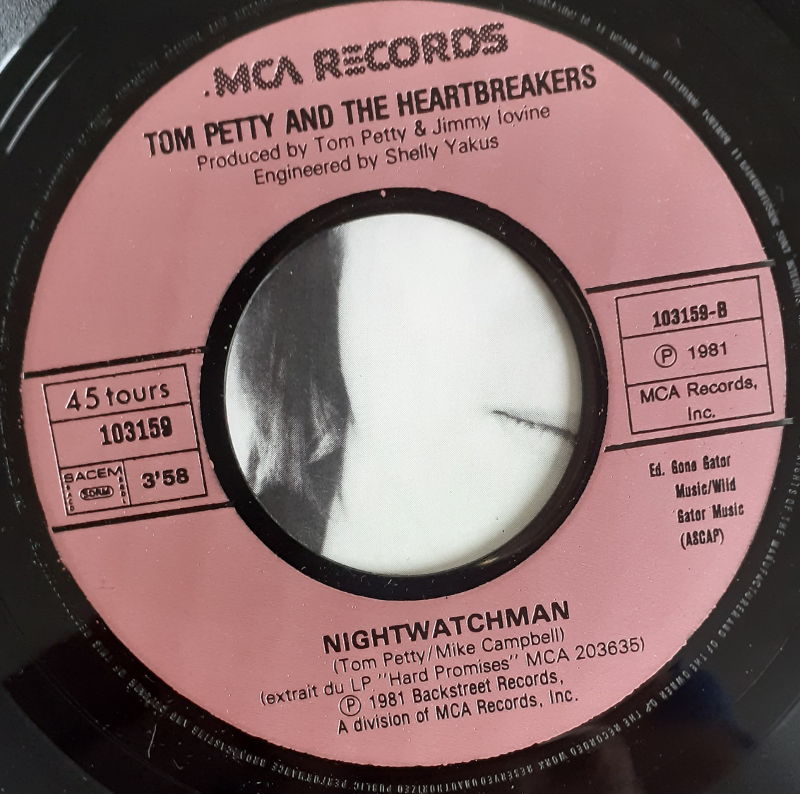 MCA RECORDS
TOM PETTY AND THE HEARTBREAKERS
Produced by Tom Petty & Jimmy Iovine
Engineered by Shelly Yakus
45 tours
103159
SACEM
SDRM
3'58
103159-B
Ⓟ 1981
MCA Records,
Inc.
Ed. Gone Gator
Music/Wild
Gator Music
(ASCAP)
NIGHTWATCHMAN
(Tom Petty/Mike Campbell)
(extrait du LP "Hard Promises" MCA 203635)
Ⓟ 1981 Backstreet Records,
A division of MCA Records, Inc.